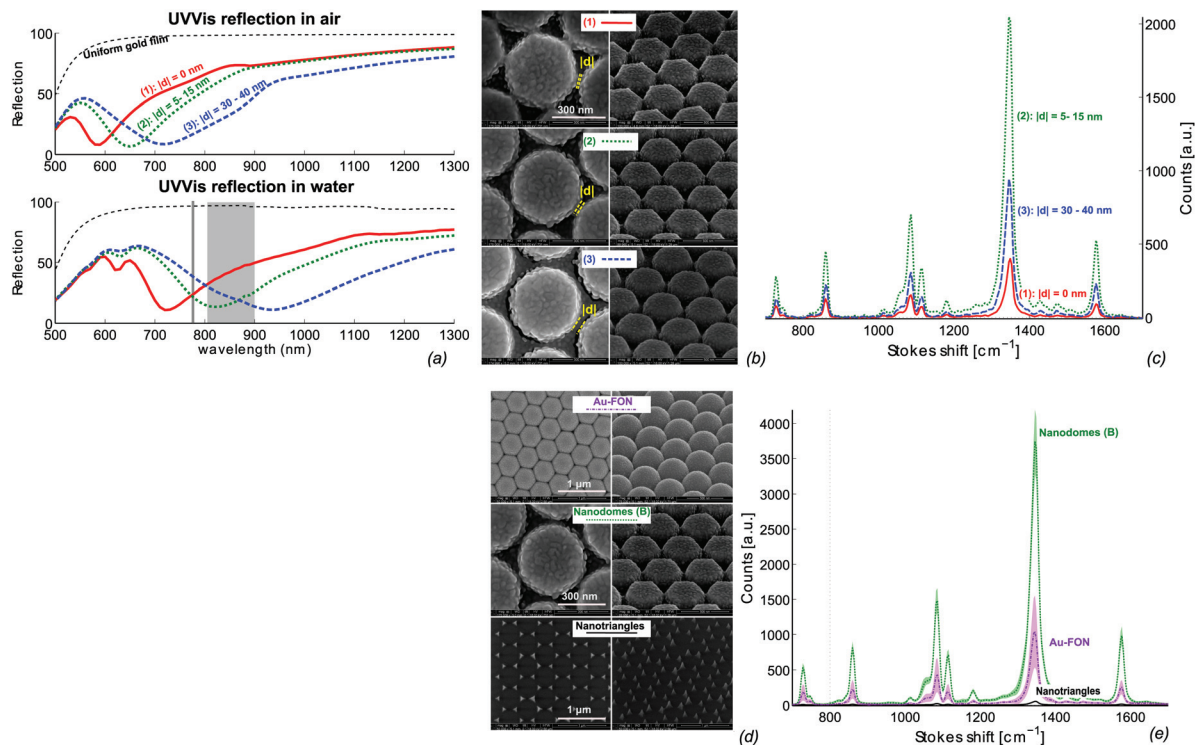 UVVis reflection in air
Reflection
100
50
0
Uniform gold film
(1): |d| = 0 nm
(2): |d| = 5- 15 nm
(3): |d| = 30 - 40 nm
500 600 700 800 900 1000 1100 1200 1300
UVVis reflection in water
Reflection
100
50
0
500 600 700 800 900 1000 1100 1200 1300
wavelength (nm)
(a)
(1)
|d|
300 nm
(2)
|d|
(3)
|d|
(b)
2000
1500
1000
500
0
Counts [a.u.]
(2): |d| = 5- 15 nm
(3): |d| = 30 - 40 nm
(1): |d| = 0 nm
800 1000 1200 1400 1600
Stokes shift [cm⁻¹]
(c)
Au-FON
1 μm
Nanodomes (B)
300 nm
Nanotriangles
1 μm
(d)
Counts [a.u.]
4000
3500
3000
2500
2000
1500
1000
500
0
Nanodomes (B)
Au-FON
Nanotriangles
800 1000 1200 1400 1600
Stokes shift [cm⁻¹]
(e)